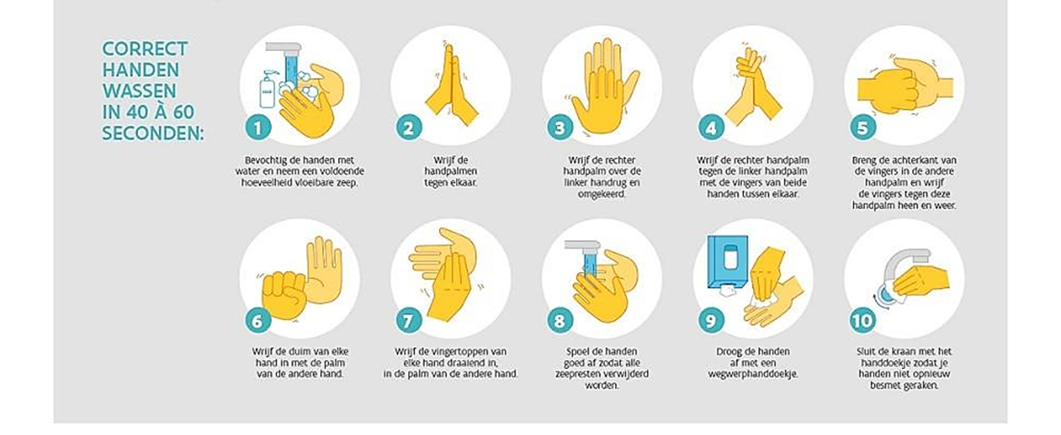 CORRECT
HANDEN
WASSEN
IN 40 À 60
SECONDEN:
1
Bevochtig de handen met
water en neem een voldoende
hoeveelheid vloeibare zeep.
2
Wrijf de
handpalmen
tegen elkaar.
3
Wrijf de rechter
handpalm over de
linker handrug en
omgekeerd.
4
Wrijf de rechter handpalm
tegen de linker handpalm
met de vingers van beide
handen tussen elkaar.
5
Breng de achterkant van
de vingers in de andere
handpalm en wrijf
de vingers tegen deze
handpalm heen en weer.
6
Wrijf de duim van elke
hand in met de palm
van de andere hand.
7
Wrijf de vingertoppen van
elke hand draaiend in,
in de palm van de andere hand.
8
Spoel de handen
goed af zodat alle
zeepresten verwijderd
worden.
9
Droog de handen
af met een
wegwerphanddoekje.
10
Sluit de kraan met het
handdoekje zodat je
handen niet opnieuw
besmet geraken.